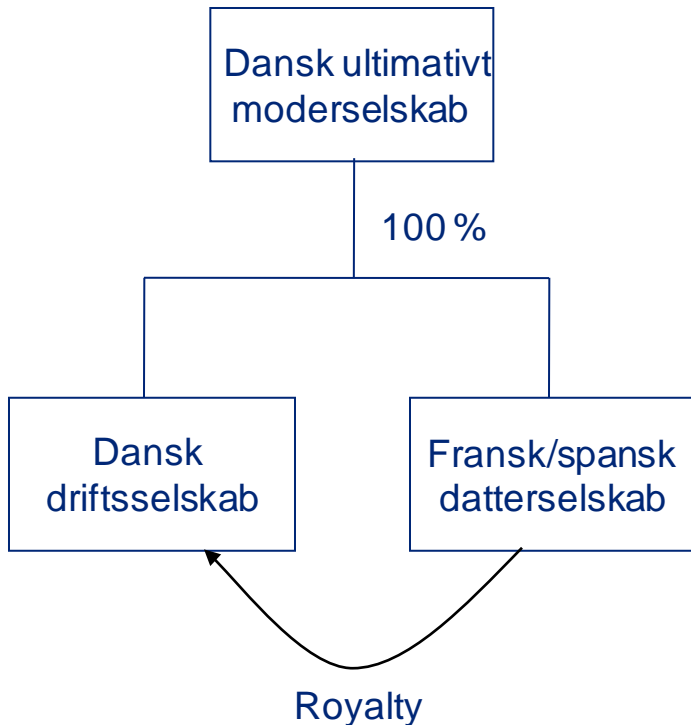 Dansk ultimativt
moderselskab
100 %
Dansk
driftsselskab
Fransk/spansk
datterselskab
Royalty